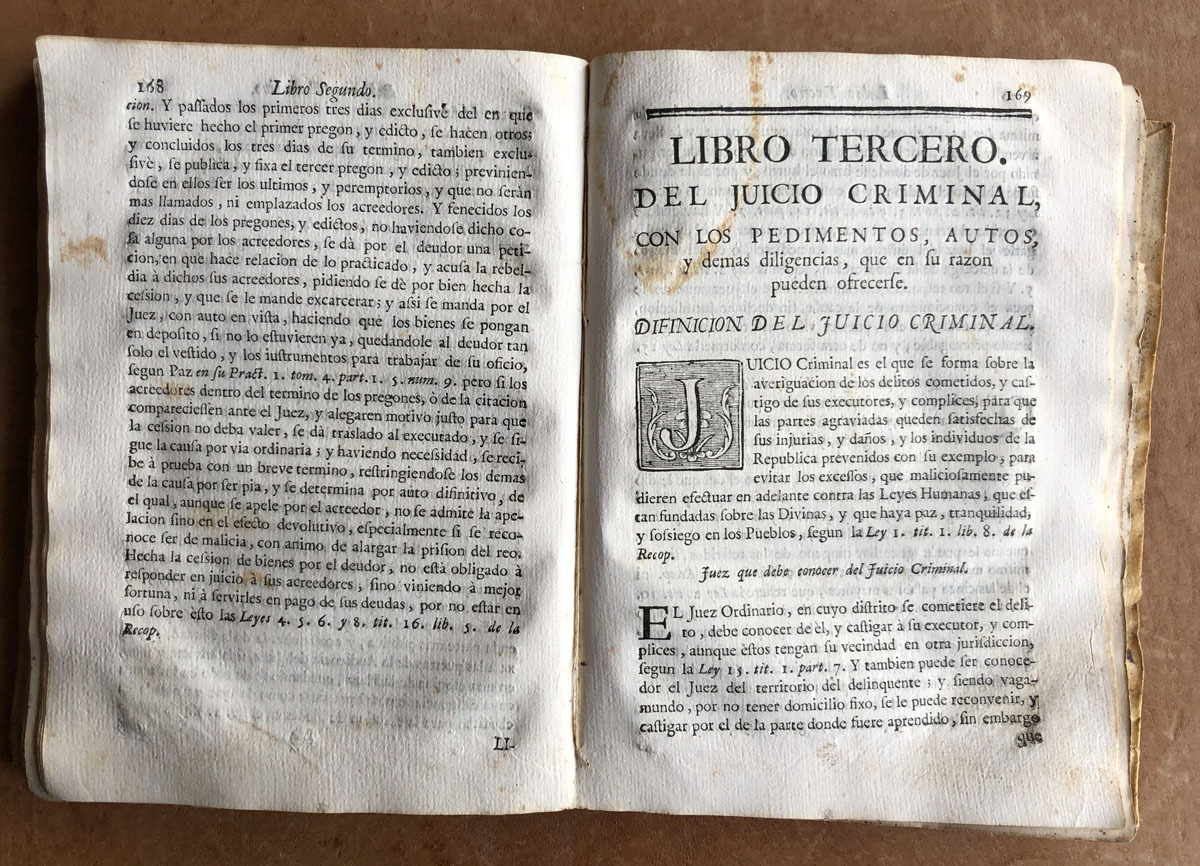 168
Libro Segundo.
cion. Y paſſados los primeros tres dias exclusivè del en que
ſe huviere hecho el primer pregon, y edicto, ſe hacen otros;
y concluidos los tres dias de ſu termino, tambien exclu-
ſivè, ſe publica, y fixa el tercer pregon, y edicto; previnien-
doſe en ellos ſer los ultimos, y peremptorios, y que no ſeràn
mas llamados, ni emplazados los acreedores. Y fenecidos los
diez dias de los pregones, y edictos, no haviendoſe dicho co-
ſa alguna por los acreedores, ſe dà por el deudor una peti-
cion, en que hace relacion de lo practicado, y acuſa la rebel-
dia à dichos ſus acreedores, pidiendo ſe dè por bien hecha la
ceſsion, y que ſe le mande excarcerar; y aſsi ſe manda por el
Juez, con auto en viſta, haciendo que los bienes ſe pongan
en depoſito, ſi no lo eſtuvieren ya, quedandole al deudor tan
ſolo el veſtido, y los iuſtrumentos para trabajar de ſu oficio,
ſegun Paz en ſu Pract. 1. tom. 4. part. 1. 5. num. 9. pero ſi los
acreedores dentro del termino de los pregones, ò de la citacion
comparecieſſen ante el Juez, y alegaren motivo juſto para que
la ceſsion no deba valer, ſe dà traslado al executado, y ſe ſi-
gue la cauſa por via ordinaria; y haviendo neceſsidad, ſe reci-
be à prueba con un breve termino, reſtringiendoſe los demas
de la cauſa por ſer pia, y ſe determina por auto difinitivo, de
el qual, aunque ſe apele por el acreedor, no ſe admite la ape-
lacion ſino en el efecto devolutivo, eſpecialmente ſi ſe reco-
noce ſer de malicia, con animo de alargar la priſion del reo.
Hecha la ceſsion de bienes por el deudor, no eſtà obligado à
reſponder en juicio à ſus acreedores, ſino viniendo à mejor
fortuna, ni à ſervirles en pago de ſus deudas, por no eſtàr en
uſo ſobre èſto las Leyes 4. 5. 6. y 8. tit. 16. lib. 5. de la
Recop.
LI-
169
LIBRO TERCERO.
DEL JUICIO CRIMINAL,
CON LOS PEDIMENTOS, AUTOS,
y demas diligencias, que en ſu razon
pueden ofrecerſe.
DIFINICION DEL JUICIO CRIMINAL.
JUICIO Criminal es el que ſe forma ſobre la
averiguacion de los delitos cometidos, y caſ-
tigo de ſus executores, y complices, para que
las partes agraviadas queden ſatisfechas de
ſus injurias, y daños, y los individuos de la
Republica prevenidos con ſu exemplo, para
evitar los exceſſos, que malicioſamente pu-
dieren efectuar en adelante contra las Leyes Humanas, que eſ-
tan fundadas ſobre las Divinas, y que haya paz, tranquilidad,
y ſoſsiego en los Pueblos, ſegun la Ley 1. tit. 1. lib. 8. de la
Recop.
Juez que debe conocer del Juicio Criminal.
EL Juez Ordinario, en cuyo diſtrito ſe cometiere el deli-
to, debe conocer de èl, y caſtigar à ſu executor, y com-
plices, aunque èſtos tengan ſu vecindad en otra juriſdiccion,
ſegun la Ley 15. tit. 1. part. 7. Y tambien puede ſer conoce-
dor el Juez del territorio del delinquente; y ſiendo vaga-
mundo, por no tener domicilio fixo, ſe le puede reconvenir, y
caſtigar por el de la parte donde fuere aprendido, ſin embargo
que